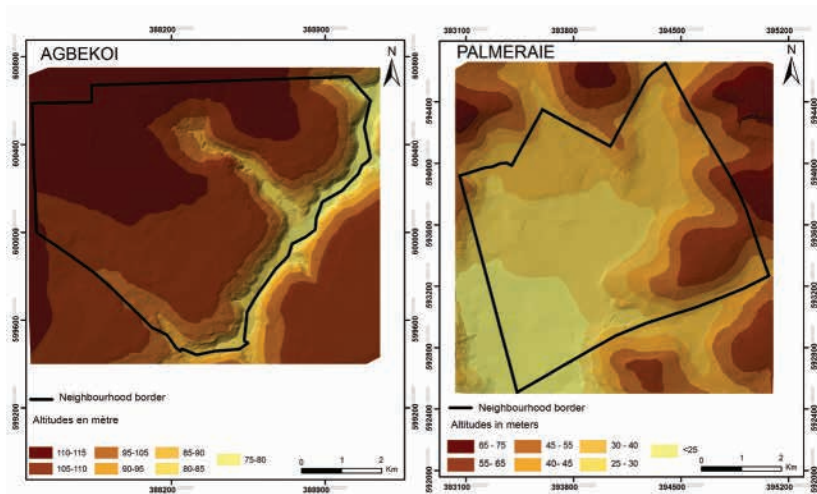 388200 388900
AGBEKOI
N
600800
600400
600000
599600
599200
Neighbourhood border
Altitudes en mètre
110-115 95-105 85-90 75-80
105-110 90-95 80-85
0 1 2
Km
388200 388900
393100 393800 394500 395200
PALMERAIE
N
594400
594000
593600
593200
592800
592400
592000
Neighbourhood border
Altitudes in meters
65 - 75 45 - 55 30 - 40 <25
55 - 65 40- 45 25 - 30
0 1 2
Km
393100 393800 394500 395200